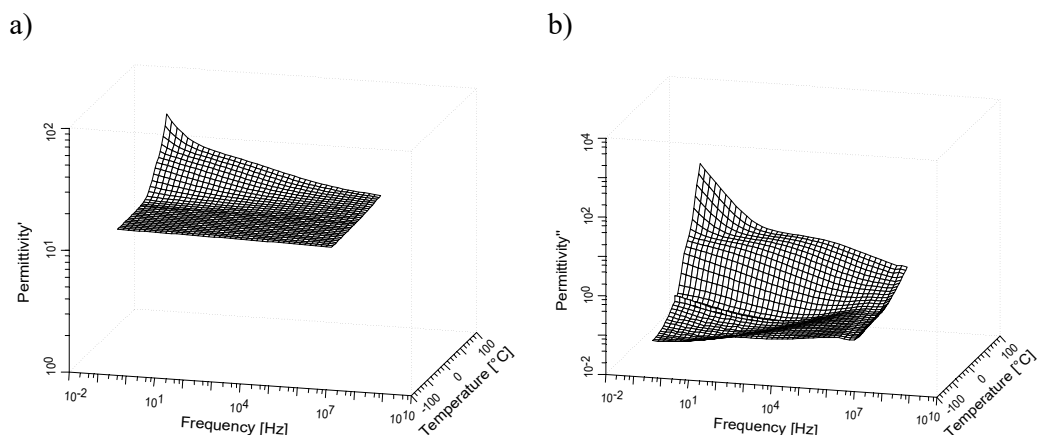 a)
10²
10¹
10⁰
Permittivity'
10⁻²
10¹
10⁴
10⁷
10¹⁰
Frequency [Hz]
-100
0
100
Temperature [°C]
b)
10⁴
10²
10⁰
10⁻²
Permittivity''
10⁻²
10¹
10⁴
10⁷
10¹⁰
Frequency [Hz]
-100
0
100
Temperature [°C]